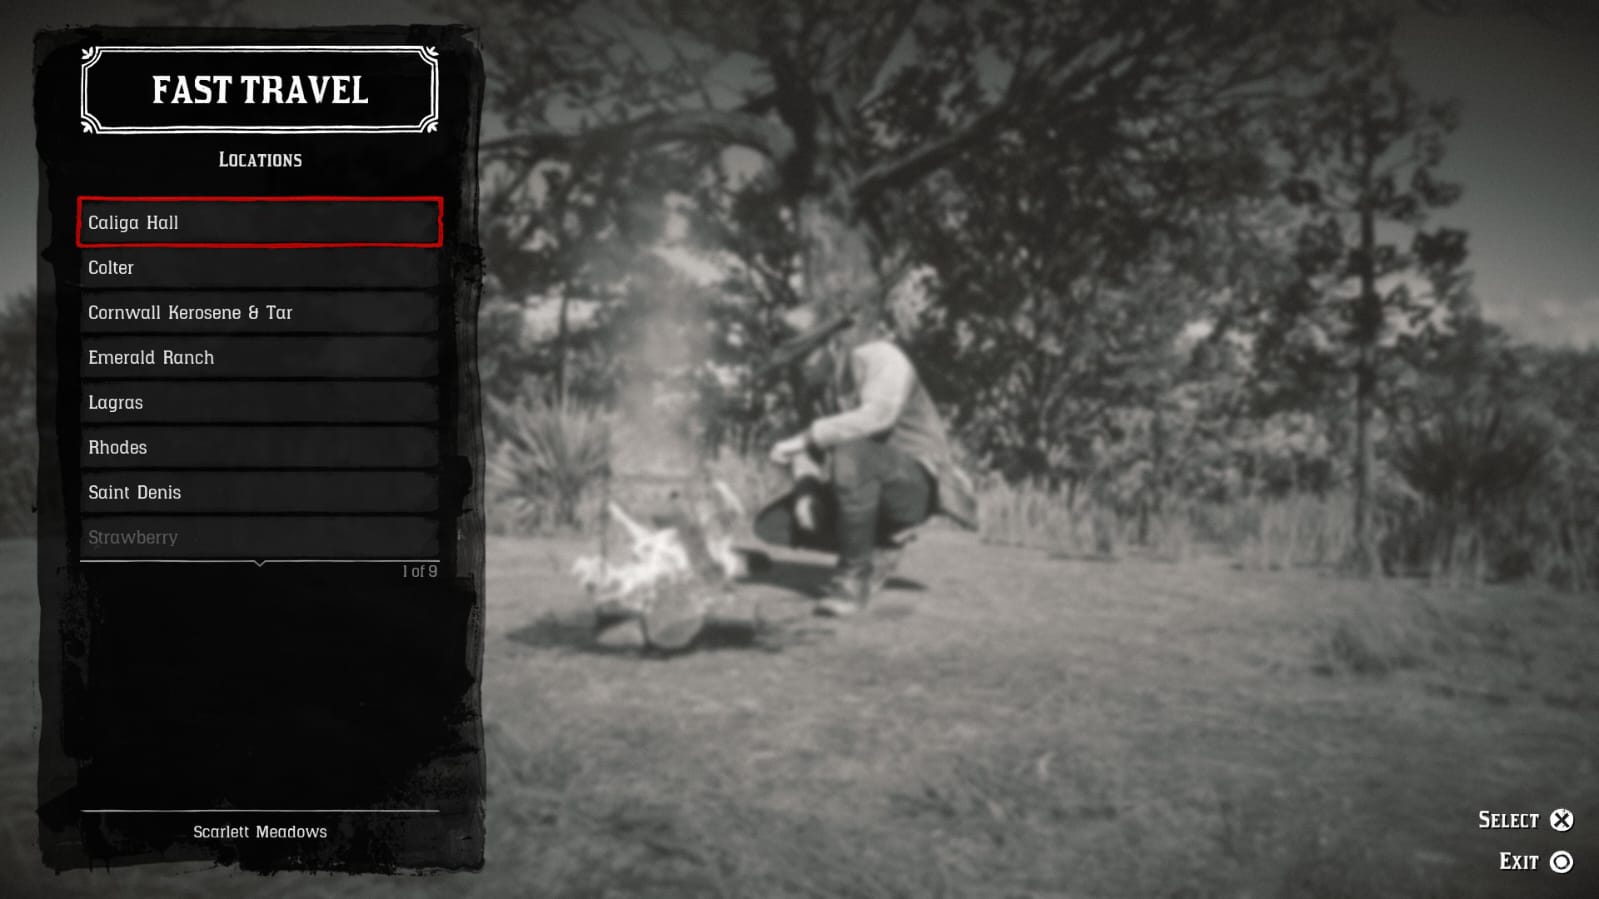 FAST TRAVEL
LOCATIONS
Caliga Hall
Colter
Cornwall Kerosene & Tar
Emerald Ranch
Lagras
Rhodes
Saint Denis
Strawberry
1 of 9
Scarlett Meadows
SELECT
EXIT